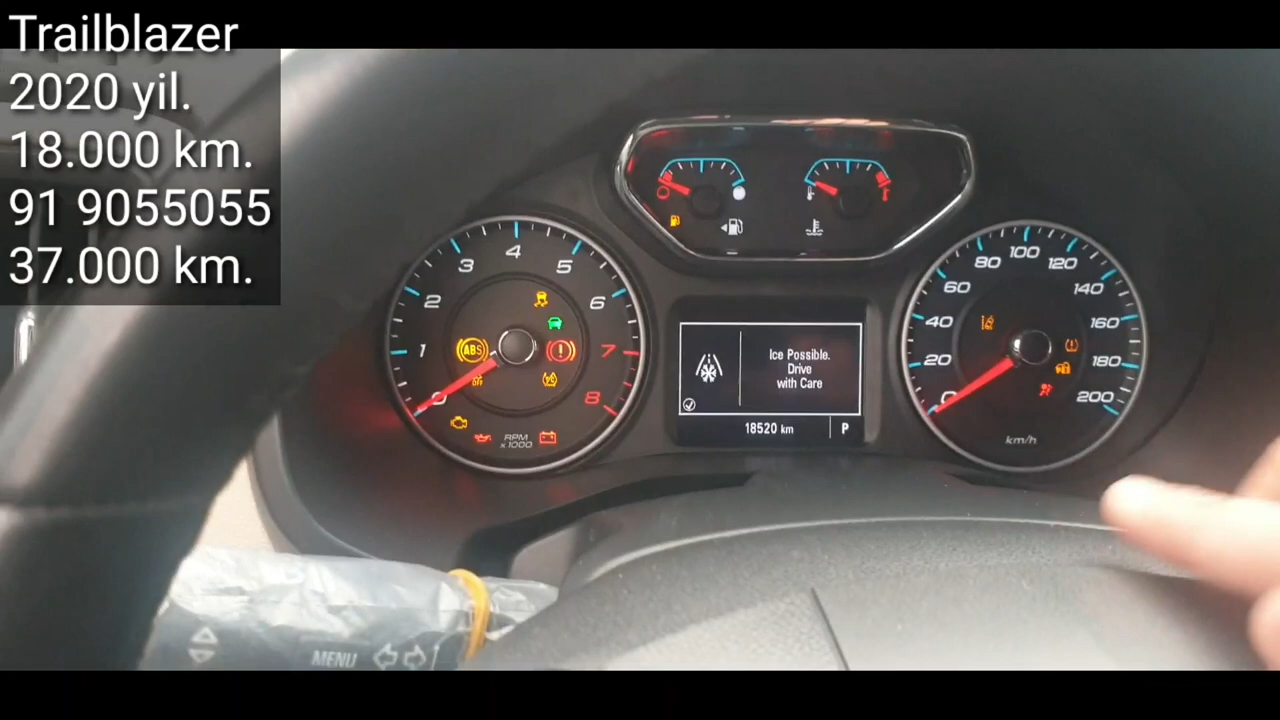 Trailblazer
2020 yil.
18.000 km.
91 9055055
37.000 km.
0 1 2 3 4 5 6 7 8
ABS
OFF
RPM
x1000
Ice Possible.
Drive
with Care
18520 km P
0 20 40 60 80 100 120 140 160 180 200
km/h
MENU